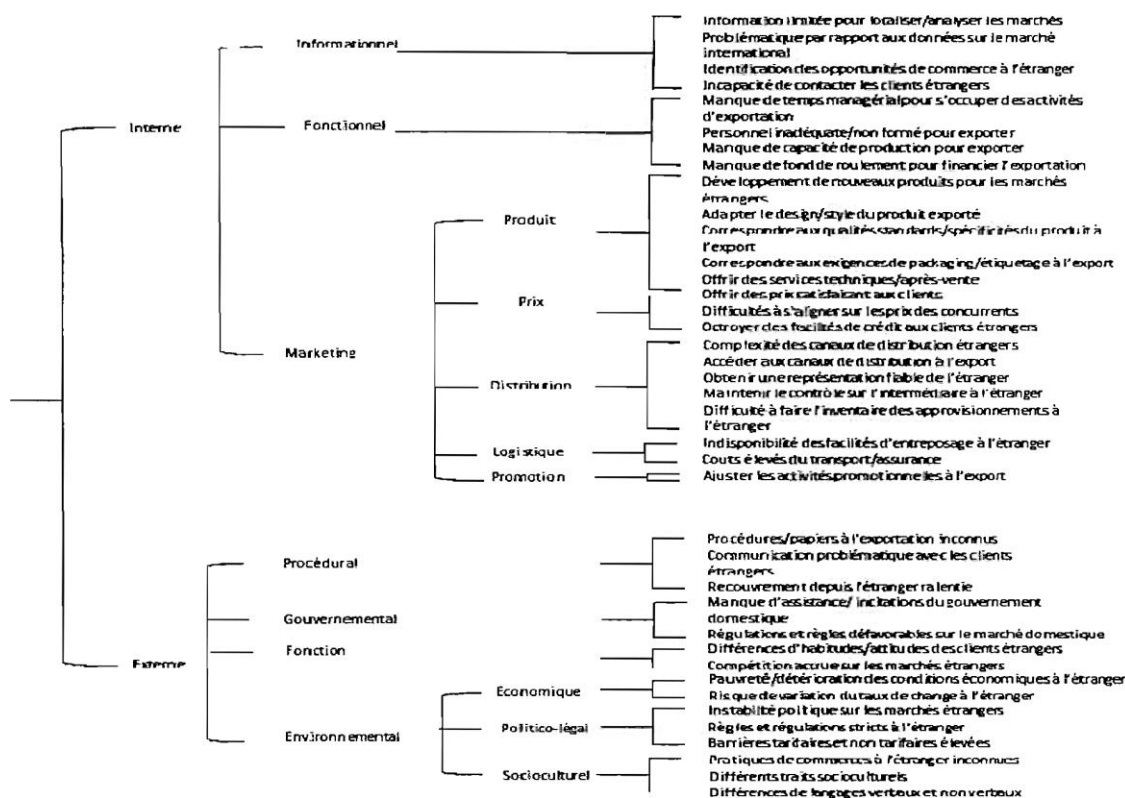 Information limitée pour localiser/analyser les marchés
Informationnel
Problématique par rapport aux données sur le marché
international
Identification des opportunités de commerce à l'étranger
Incapacité de contacter les clients étrangers
Manque de temps managérial pour s'occuper des activités
d'exportation
Interne
Fonctionnel
Personnel inadéquate/non formé pour exporter
Manque de capacité de production pour exporter
Manque de fond de roulement pour financier l'exportation
Développement de nouveaux produits pour les marchés
étrangers
Produit
Adapter le design/style du produit exporté
Correspondre aux qualités standards/spécificités du produit à
l'export
Correspondre aux exigences de packaging/étiquetage à l'export
Offrir des services techniques/après-vente
Prix
Offrir des prix satisfaisant aux clients
Difficultés à s'aligner sur les prix des concurrents
Octroyer des facilités de crédit aux clients étrangers
Marketing
Complexité des canaux de distribution étrangers
Accéder aux canaux de distribution à l'export
Distribution
Obtenir une représentation fiable de l'étranger
Maintenir le contrôle sur l'intermédiaire à l'étranger
Difficulté à faire l'inventaire des approvisionnements à
l'étranger
Logistique
Indisponibilité des facilités d'entreposage à l'étranger
Couts élevés du transport/assurance
Promotion
Ajuster les activités promotionnelles à l'export
Procédures/papiers à l'exportation inconnus
Procédural
Communication problématique avec les clients
étrangers
Recouvrement depuis l'étranger ralentie
Gouvernemental
Manque d'assistance/ incitations du gouvernement
domestique
Régulations et règles défavorables sur le marché domestique
Externe
Fonction
Différences d'habitudes/attitudes des clients étrangers
Compétition accrue sur les marchés étrangers
Economique
Pauvreté/détérioration des conditions économiques à l'étranger
Risque de variation du taux de change à l'étranger
Environnemental
Politico-légal
Instabilité politique sur les marchés étrangers
Règles et régulations stricts à l'étranger
Barrières tarifaires et non tarifaires élevées
Socioculturel
Pratiques de commerces à l'étranger inconnues
Différents traits socioculturels
Différences de langages verbaux et non verbaux